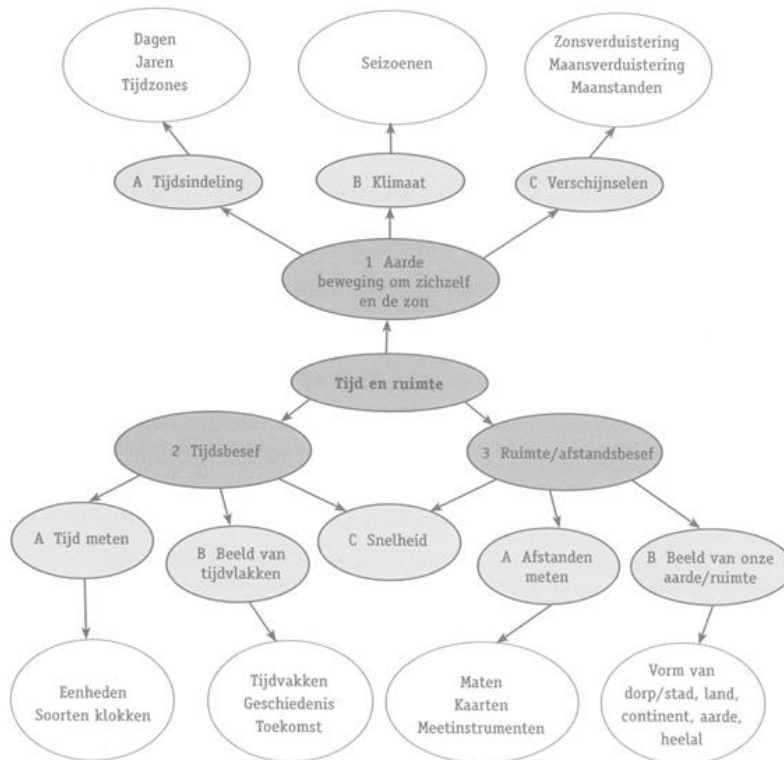 Dagen
Jaren
Tijdzones
Seizoenen
Zonsverduistering
Maansverduistering
Maanstanden
A Tijdsindeling
B Klimaat
C Verschijnselen
1 Aarde
beweging om zichzelf
en de zon
Tijd en ruimte
2 Tijdsbesef
3 Ruimte/afstandsbesef
A Tijd meten
B Beeld van
tijdvlakken
C Snelheid
A Afstanden
meten
B Beeld van onze
aarde/ruimte
Eenheden
Soorten klokken
Tijdvakken
Geschiedenis
Toekomst
Maten
Kaarten
Meetinstrumenten
Vorm van
dorp/stad, land,
continent, aarde,
heelal